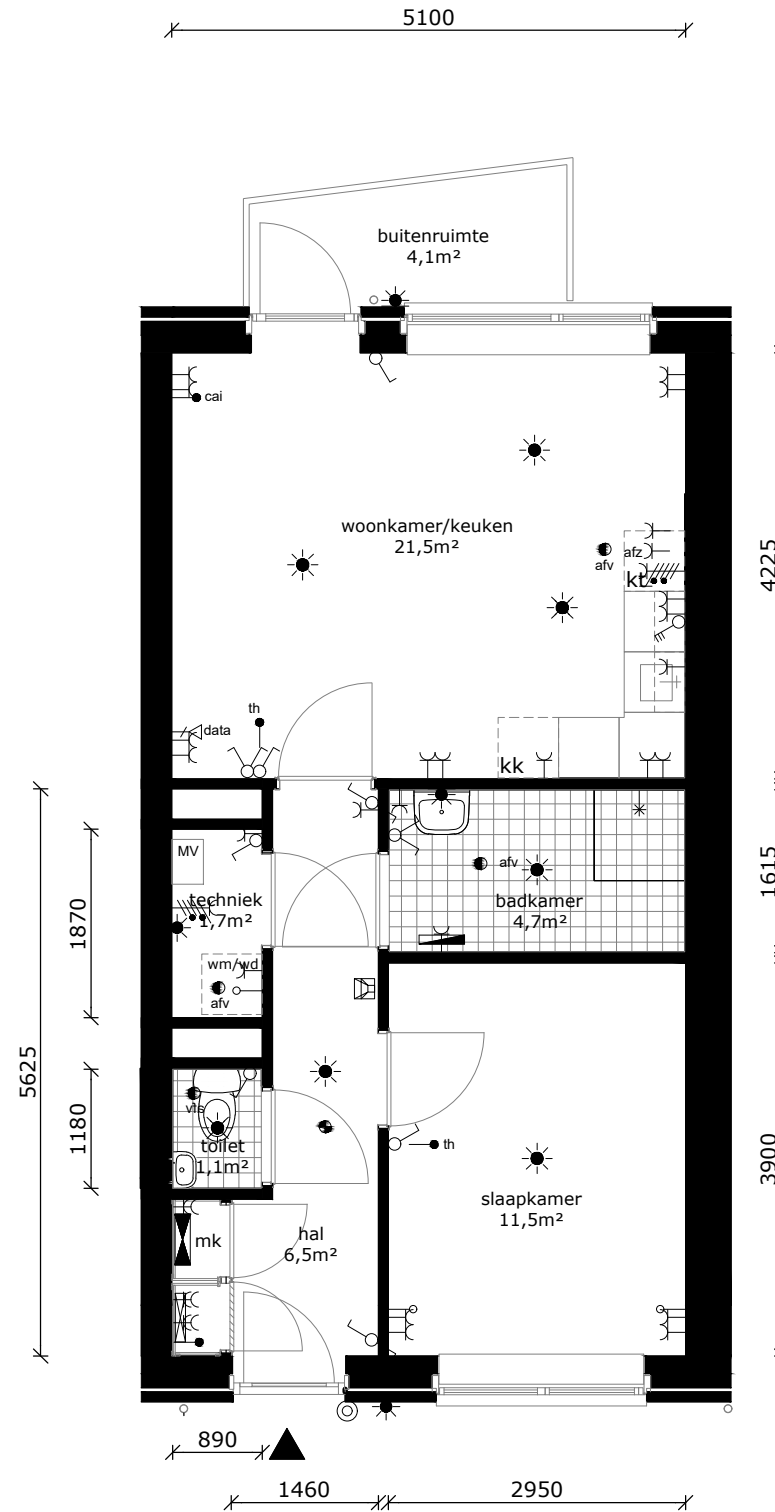 5100
buitenruimte
4,1m²
cai
woonkamer/keuken
21,5m²
afv
afz
kt
4225
th
data
kk
MV
techniek
1,7m²
afv
badkamer
4,7m²
1615
1870
wm/wd
afv
5625
vts
toilet
1,1m²
1180
th
slaapkamer
11,5m²
3900
mk
hal
6,5m²
890
1460
2950